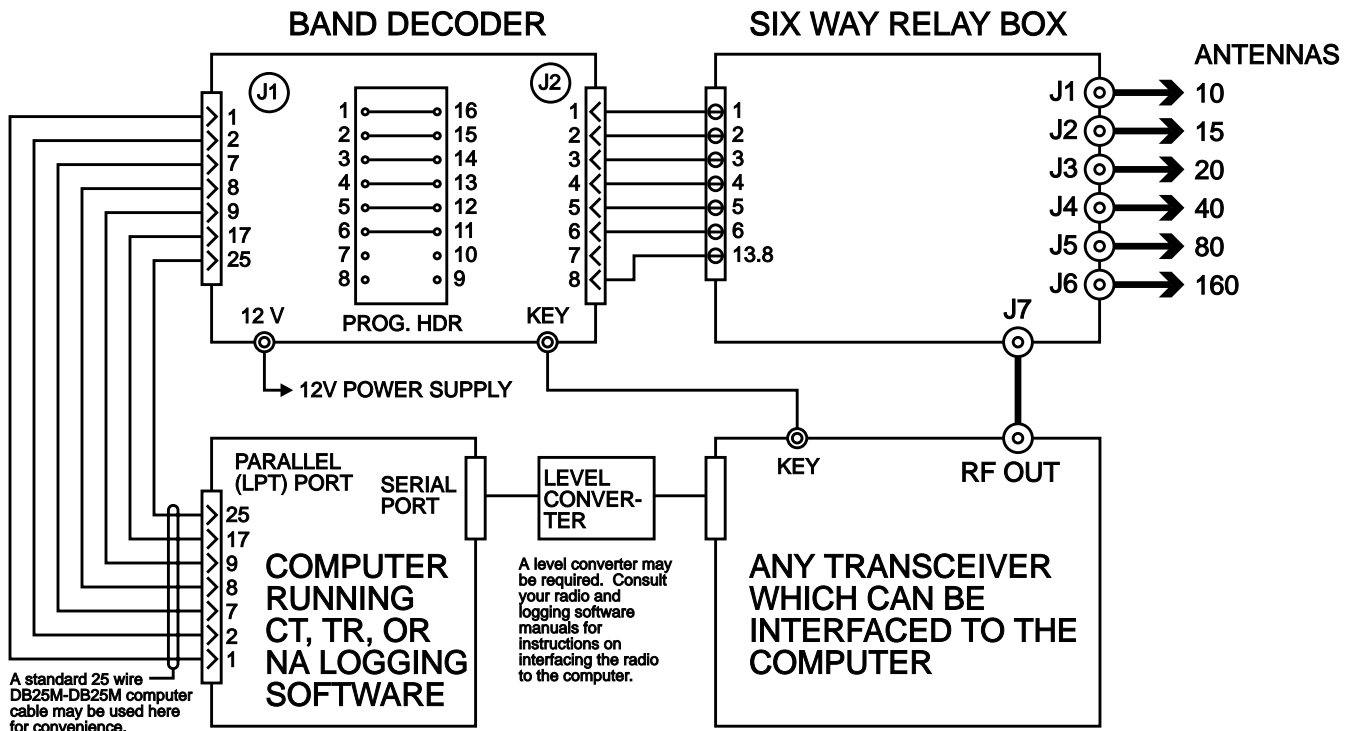 BAND DECODER
SIX WAY RELAY BOX
ANTENNAS
J1
J2
1
2
7
8
9
17
25
1 16
2 15
3 14
4 13
5 12
6 11
7 10
8 9
PROG. HDR
1
2
3
4
5
6
7
8
12 V
KEY
12V POWER SUPPLY
1
2
3
4
5
6
13.8
J1 10
J2 15
J3 20
J4 40
J5 80
J6 160
J7
PARALLEL
(LPT) PORT
SERIAL
PORT
25
17
9
8
7
2
1
COMPUTER
RUNNING
CT, TR, OR
NA LOGGING
SOFTWARE
A standard 25 wire
DB25M-DB25M computer
cable may be used here
for convenience.
LEVEL
CONVER-
TER
A level converter may
be required. Consult
your radio and
logging software
manuals for
instructions on
interfacing the radio
to the computer.
KEY
RF OUT
ANY TRANSCEIVER
WHICH CAN BE
INTERFACED TO THE
COMPUTER